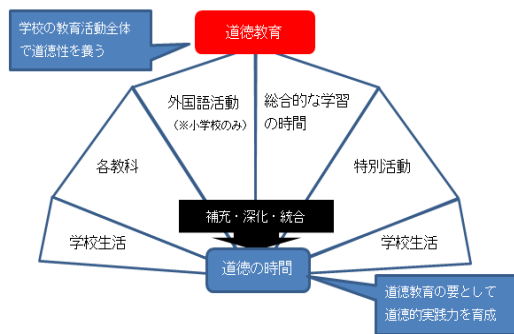 学校の教育活動全体
で道徳性を養う
道徳教育
外国語活動
(※小学校のみ)
総合的な学習
の時間
各教科
特別活動
学校生活
補充・深化・統合
学校生活
道徳の時間
道徳教育の要として
道徳的実践力を育成